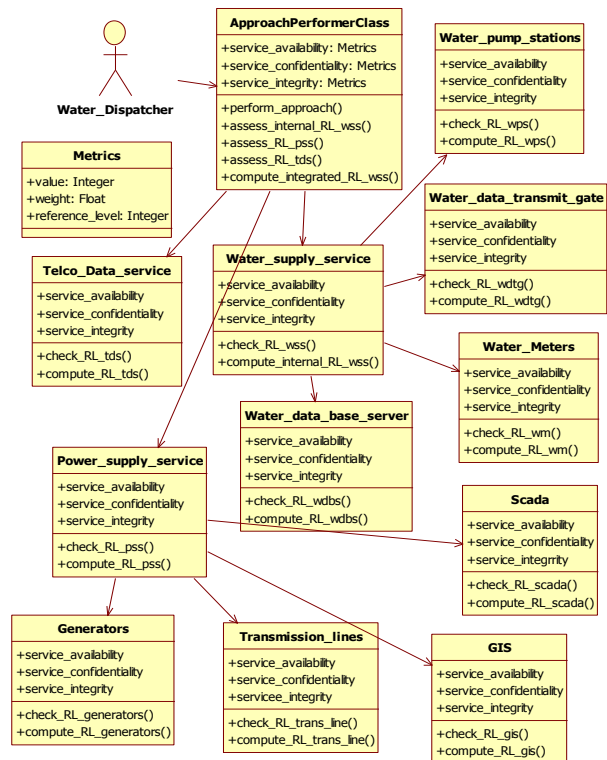 Water_Dispatcher
ApproachPerformerClass
+service_availability: Metrics
+service_confidentiality: Metrics
+service_integrity: Metrics
+perform_approach()
+assess_internal_RL_wss()
+assess_RL_pss()
+assess_RL_tds()
+compute_integrated_RL_wss()
Water_pump_stations
+service_availability
+service_confidentiality
+service_integrity
+check_RL_wps()
+compute_RL_wps()
Metrics
+value: Integer
+weight: Float
+reference_level: Integer
Water_data_transmit_gate
+service_availability
+service_confidentiality
+service_integrity
+check_RL_wdtg()
+compute_RL_wdtg()
Telco_Data_service
+service_availability
+service_confidentiality
+service_integrity
+check_RL_tds()
+compute_RL_tds()
Water_supply_service
+service_availability
+service_confidentiality
+service_integrity
+check_RL_wss()
+compute_internal_RL_wss()
Water_Meters
+service_availability
+service_confidentiality
+service_integrity
+check_RL_wm()
+compute_RL_wm()
Water_data_base_server
+service_availability
+service_confidentiality
+service_integrity
+check_RL_wdbs()
+compute_RL_wdbs()
Power_supply_service
+service_availability
+service_confidentiality
+service_integrity
+check_RL_pss()
+compute_RL_pss()
Scada
+service_availability
+service_confidentiality
+service_integrrity
+check_RL_scada()
+compute_RL_scada()
Generators
+service_availability
+service_confidentiality
+service_integrity
+check_RL_generators()
+compute_RL_generators()
Transmission_lines
+service_availability
+service_confidentiality
+servicee_integrity
+check_RL_trans_line()
+compute_RL_trans_line()
GIS
+service_availability
+service_confidentiality
+service_integrity
+check_RL_gis()
+compute_RL_gis()